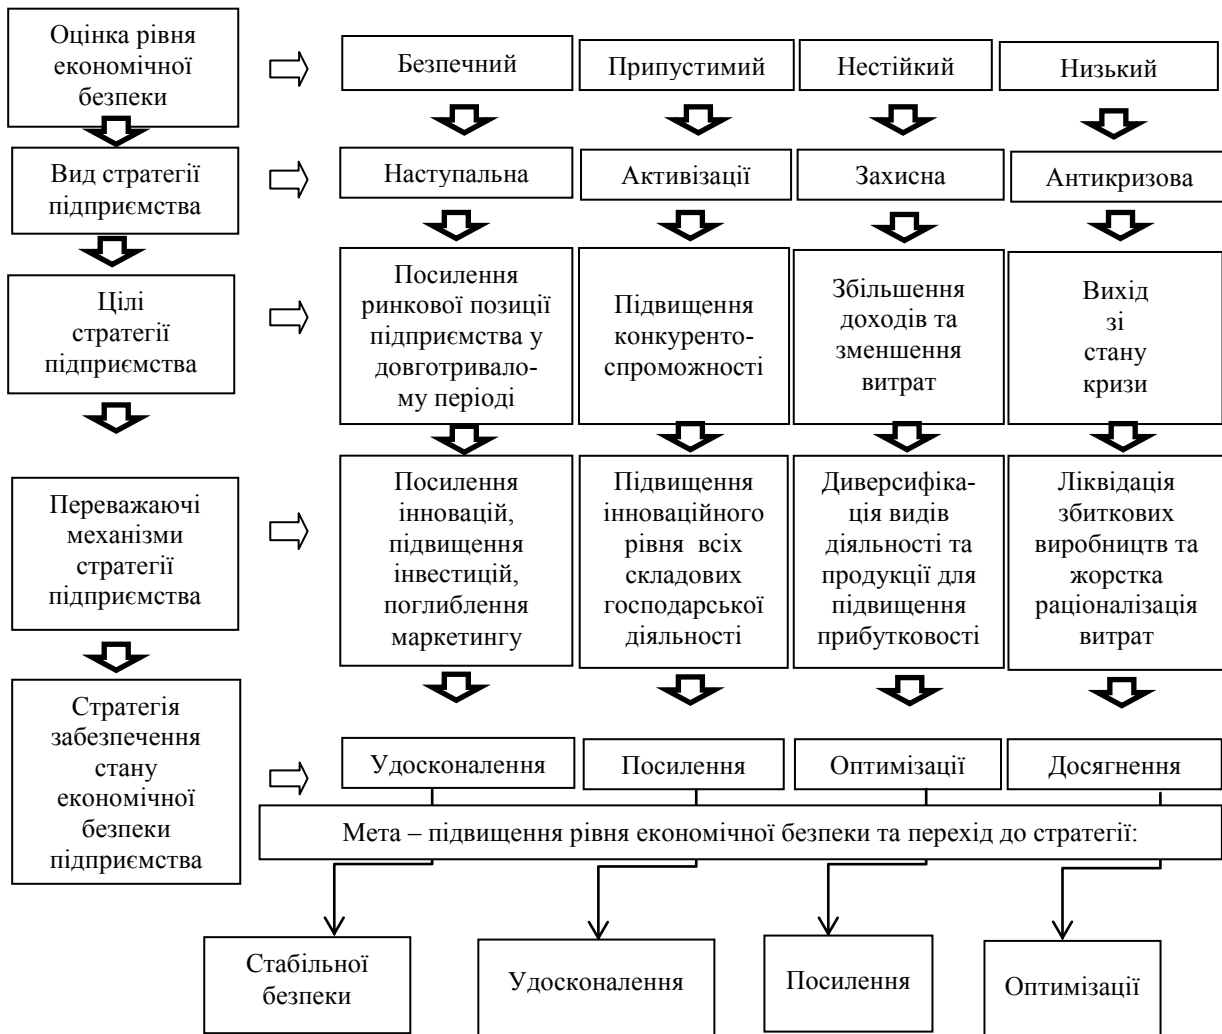 Оцінка рівня
економічної
безпеки
Безпечний
Припустимий
Нестійкий
Низький
Вид стратегії
підприємства
Наступальна
Активізації
Захисна
Антикризова
Цілі
стратегії
підприємства
Посилення
ринкової позиції
підприємства у
довготривало-
му періоді
Підвищення
конкуренто-
спроможності
Збільшення
доходів та
зменшення
витрат
Вихід
зі
стану
кризи
Переважаючі
механізми
стратегії
підприємства
Посилення
інновацій,
підвищення
інвестицій,
поглиблення
маркетингу
Підвищення
інноваційного
рівня всіх
складових
господарської
діяльності
Диверсифіка-
ція видів
діяльності та
продукції для
підвищення
прибутковості
Ліквідація
збиткових
виробництв та
жорстка
раціоналізація
витрат
Стратегія
забезпечення
стану
економічної
безпеки
підприємства
Удосконалення
Посилення
Оптимізації
Досягнення
Мета – підвищення рівня економічної безпеки та перехід до стратегії:
Стабільної
безпеки
Удосконалення
Посилення
Оптимізації